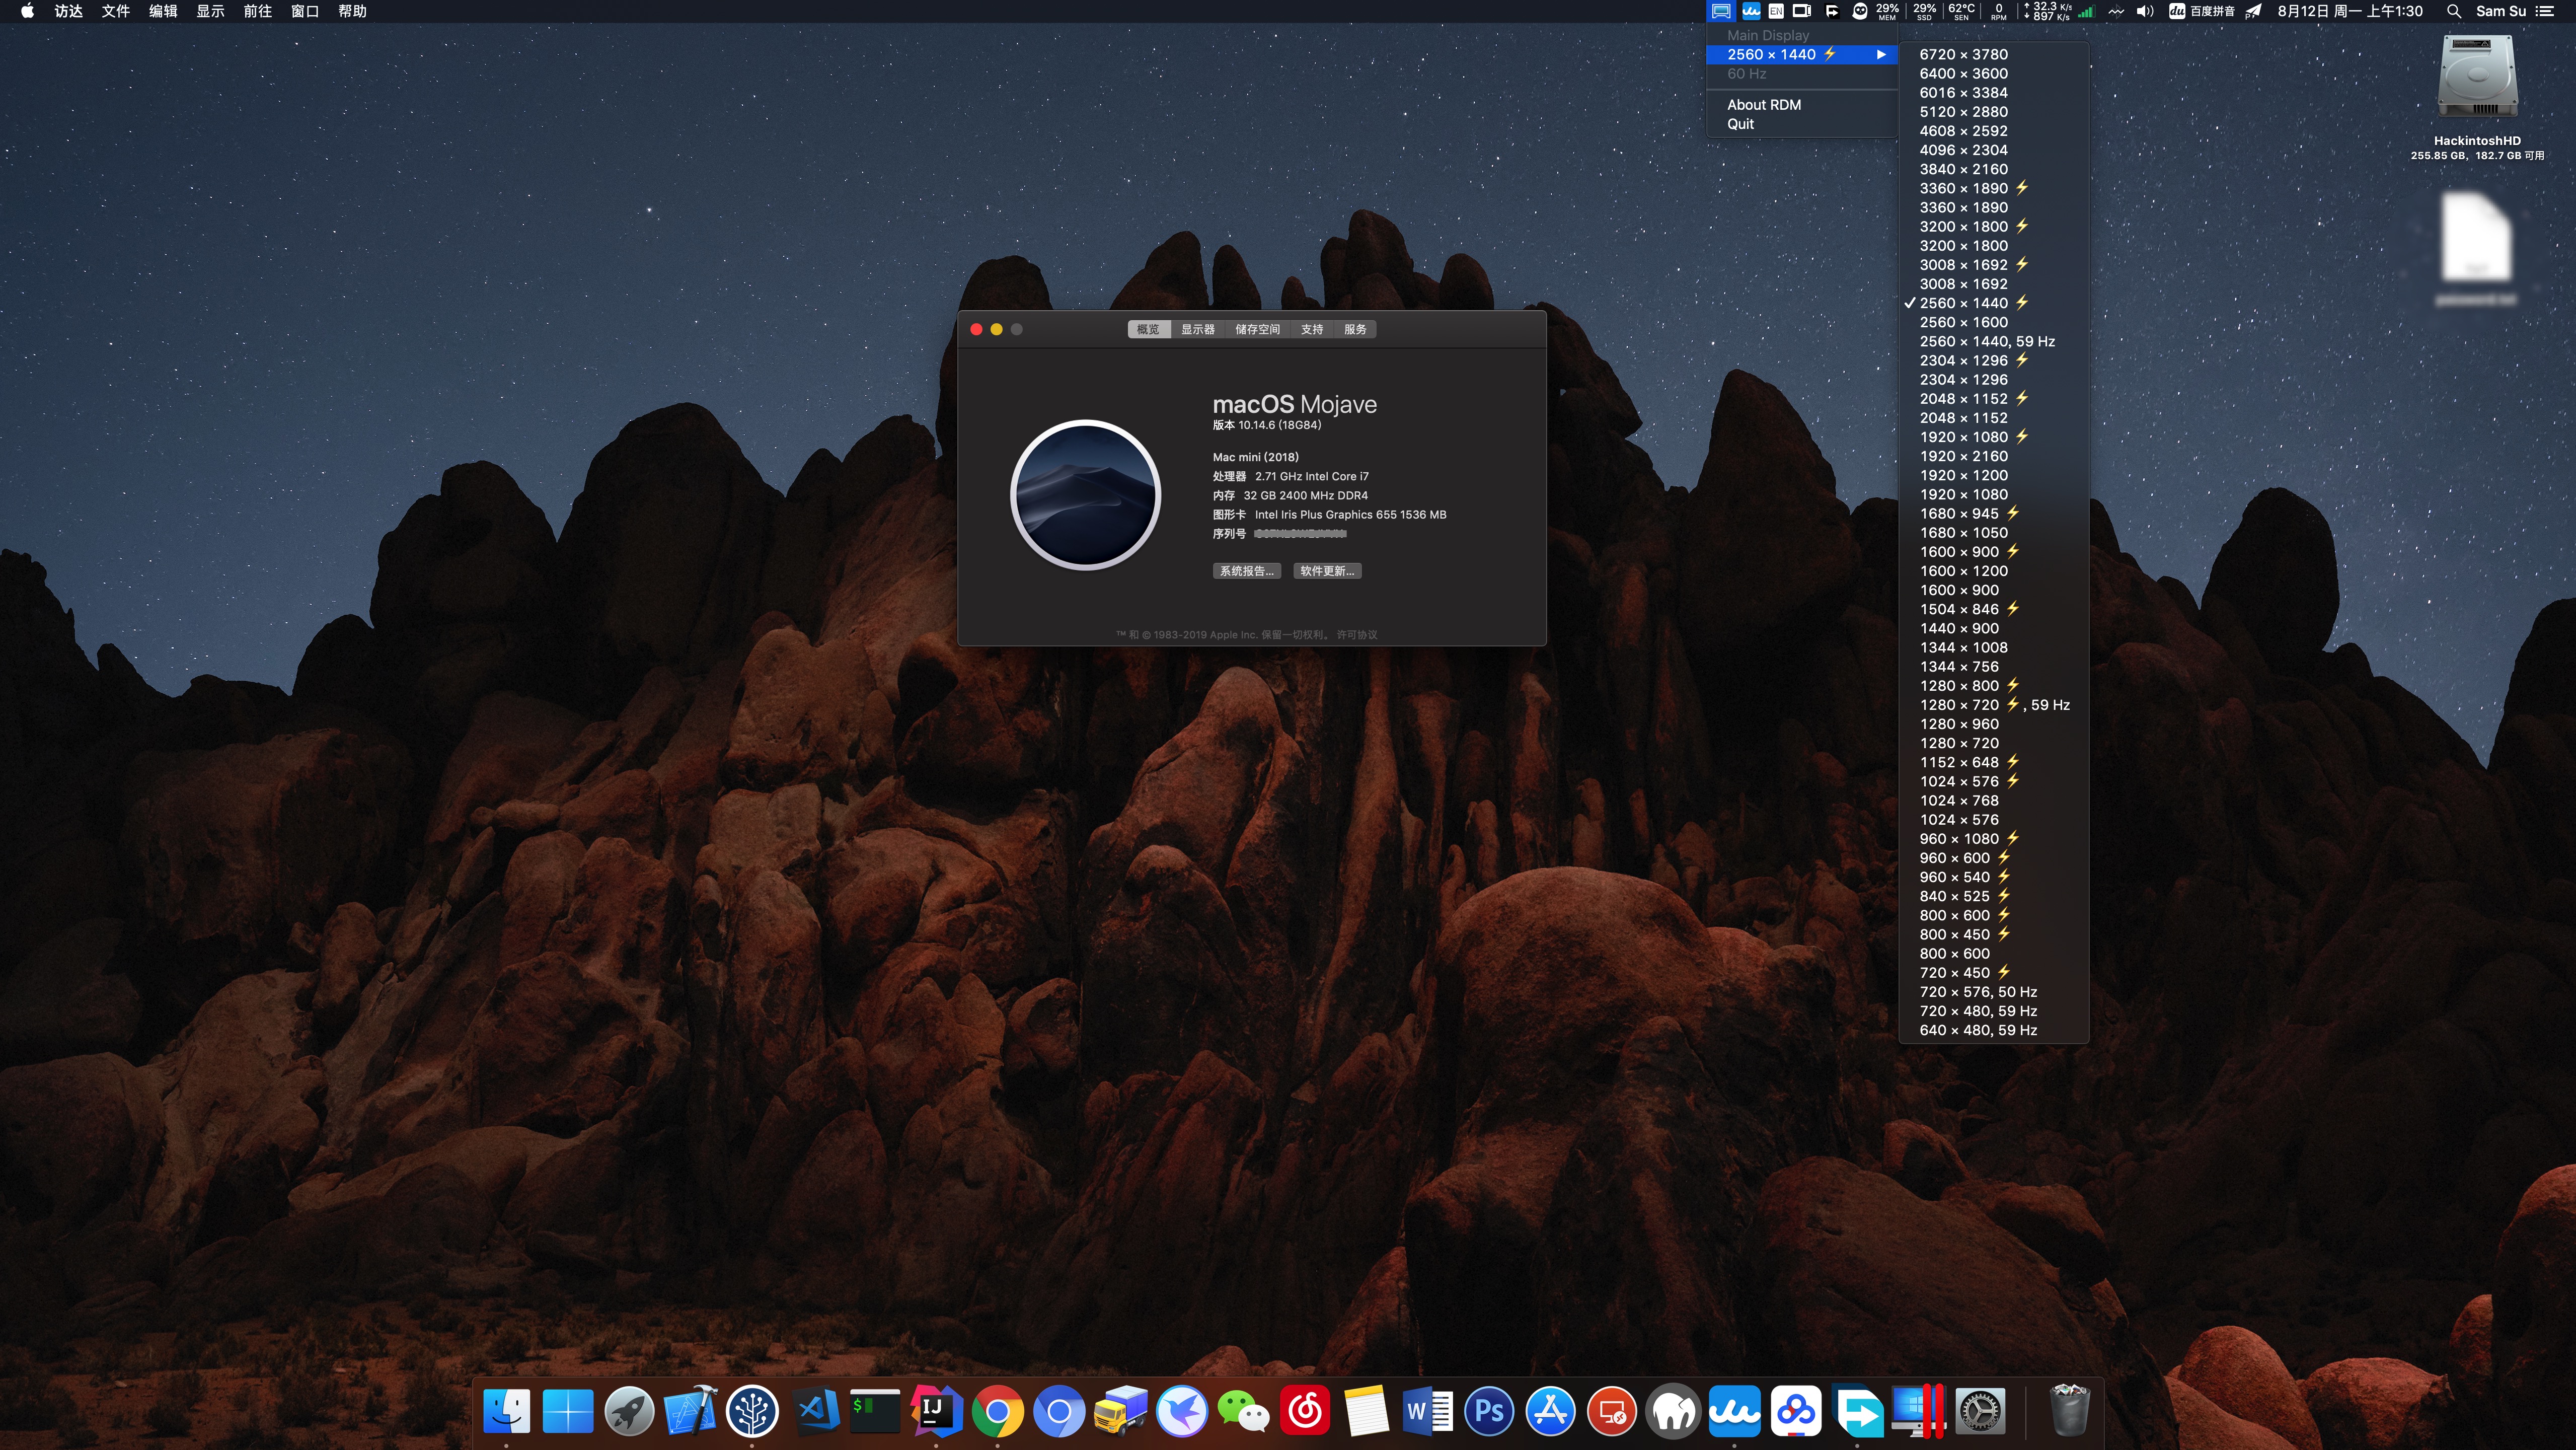 访达 文件 编辑 显示 前往 窗口 帮助
EN 29% MEM 29% SSD 62°C SEN 0 RPM 32.3 K/s 897 K/s du 百度拼音 8月12日 周一 上午1:30 Sam Su
Main Display
2560 × 1440⚡
60 Hz
About RDM
Quit
6720 × 3780
6400 × 3600
6016 × 3384
5120 × 2880
4608 × 2592
4096 × 2304
3840 × 2160
3360 × 1890⚡
3360 × 1890
3200 × 1800⚡
3200 × 1800
3008 × 1692⚡
3008 × 1692
✓ 2560 × 1440⚡
2560 × 1600
2560 × 1440, 59 Hz
2304 × 1296⚡
2304 × 1296
2048 × 1152⚡
2048 × 1152
1920 × 1080⚡
1920 × 2160
1920 × 1200
1920 × 1080
1680 × 945⚡
1680 × 1050
1600 × 900⚡
1600 × 1200
1600 × 900
1504 × 846⚡
1440 × 900
1344 × 1008
1344 × 756
1280 × 800⚡
1280 × 720⚡, 59 Hz
1280 × 960
1280 × 720
1152 × 648⚡
1024 × 576⚡
1024 × 768
1024 × 576
960 × 1080⚡
960 × 600⚡
960 × 540⚡
840 × 525⚡
800 × 600⚡
800 × 450⚡
800 × 600
720 × 450⚡
720 × 576, 50 Hz
720 × 480, 59 Hz
640 × 480, 59 Hz
HackintoshHD
255.85 GB，182.7 GB 可用
概览 显示器 储存空间 支持 服务
macOS Mojave
版本 10.14.6 (18G84)
Mac mini (2018)
处理器 2.71 GHz Intel Core i7
内存 32 GB 2400 MHz DDR4
图形卡 Intel Iris Plus Graphics 655 1536 MB
序列号
系统报告... 软件更新...
™ 和 © 1983-2019 Apple Inc. 保留一切权利。 许可协议
$ IJ W Ps